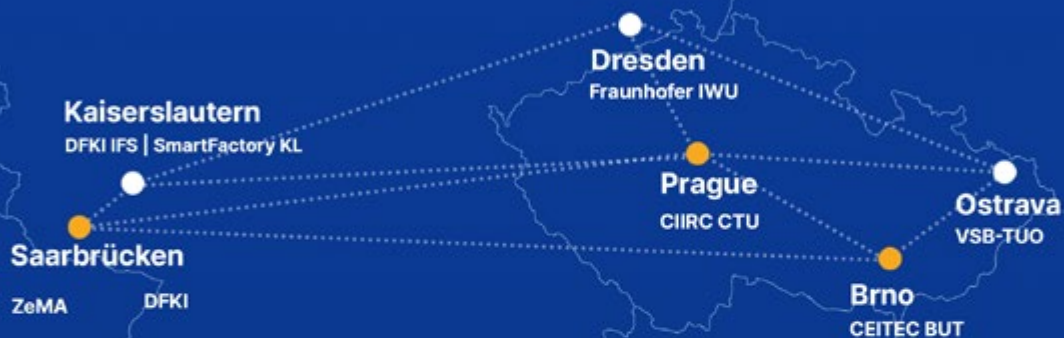 Dresden
Fraunhofer IWU
Kaiserslautern
DFKI IFS | SmartFactory KL
Prague
CIIRC CTU
Ostrava
VSB-TUO
Saarbrücken
ZeMA
DFKI
Brno
CEITEC BUT